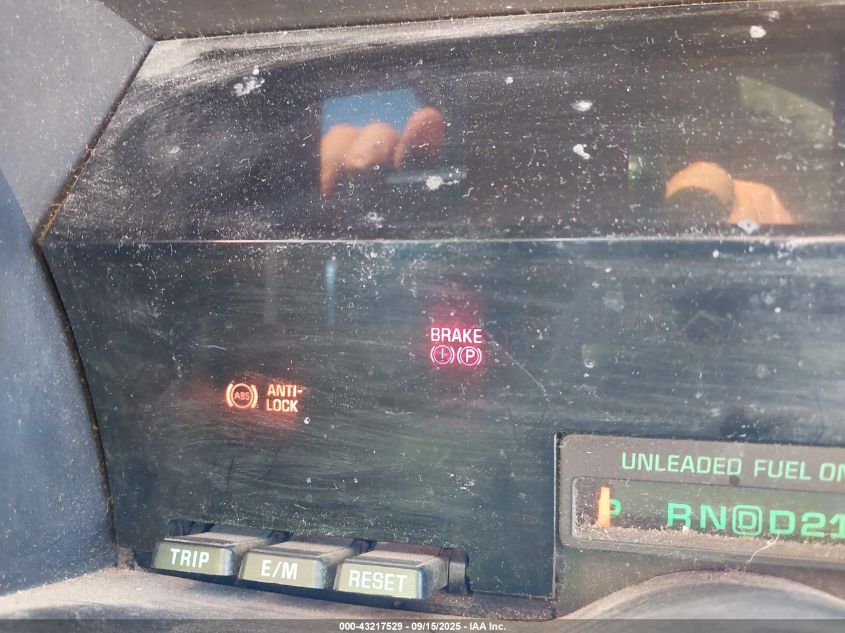 BRAKE
(!) (P)
ABS ANTI-
LOCK
UNLEADED FUEL ON
P RN D D21
TRIP
E/M
RESET
000-43217529 - 09/15/2025 - IAA Inc.